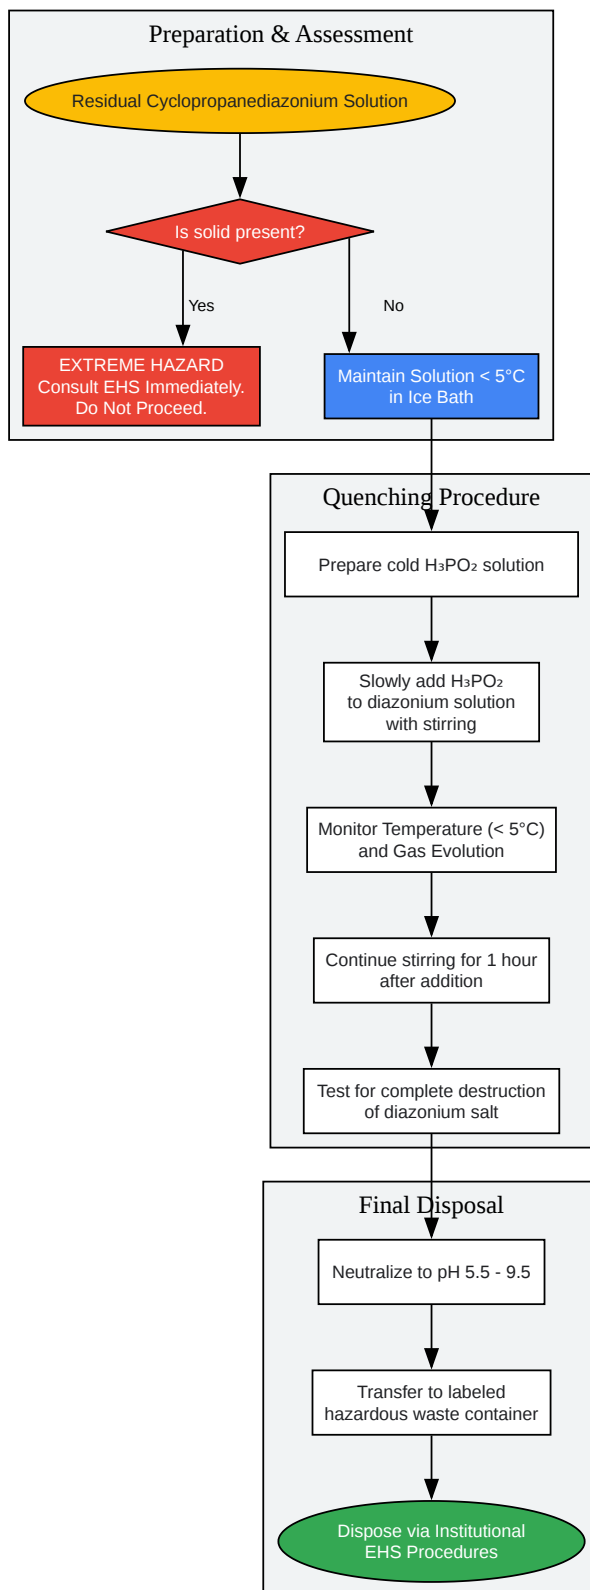 Preparation & Assessment
Residual Cyclopropanediazonium Solution
Is solid present?
Yes
No
EXTREME HAZARD
Consult EHS Immediately.
Do Not Proceed.
Maintain Solution < 5°C
in Ice Bath
Quenching Procedure
Prepare cold H₃PO₂ solution
Slowly add H₃PO₂
to diazonium solution
with stirring
Monitor Temperature (< 5°C)
and Gas Evolution
Continue stirring for 1 hour
after addition
Test for complete destruction
of diazonium salt
Final Disposal
Neutralize to pH 5.5 - 9.5
Transfer to labeled
hazardous waste container
Dispose via Institutional
EHS Procedures